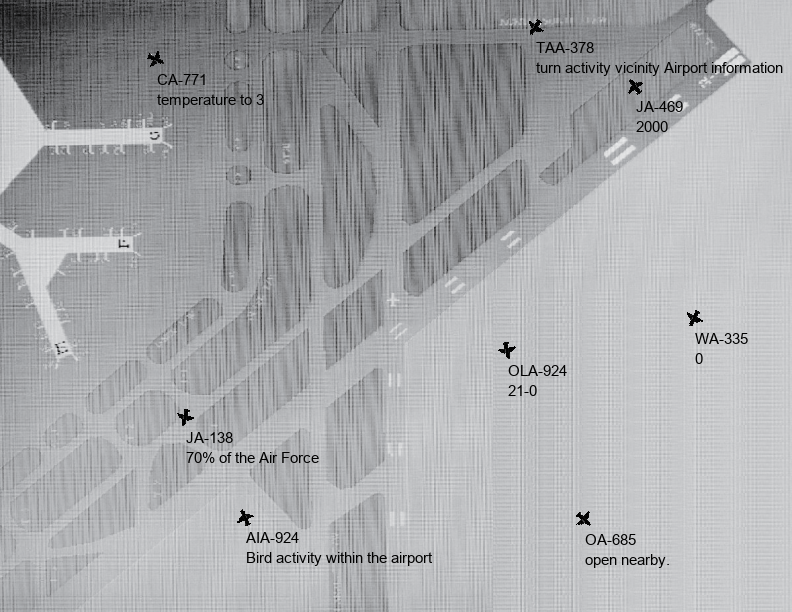 TAA-378
turn activity vicinity Airport information
CA-771
temperature to 3
JA-469
2000
WA-335
0
OLA-924
21-0
JA-138
70% of the Air Force
AIA-924
Bird activity within the airport
OA-685
open nearby.